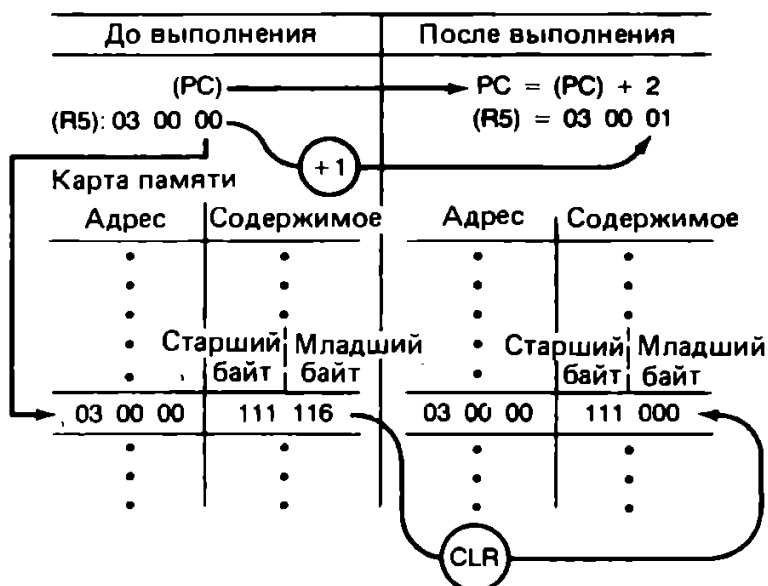 До выполнения После выполнения
(PC) PC = (PC) + 2
(R5): 03 00 00 (R5) = 03 00 01
+1
Карта памяти
Адрес Содержимое Адрес Содержимое
Старший Младший Старший Младший
байт байт байт байт
03 00 00 111 116 03 00 00 111 000
CLR